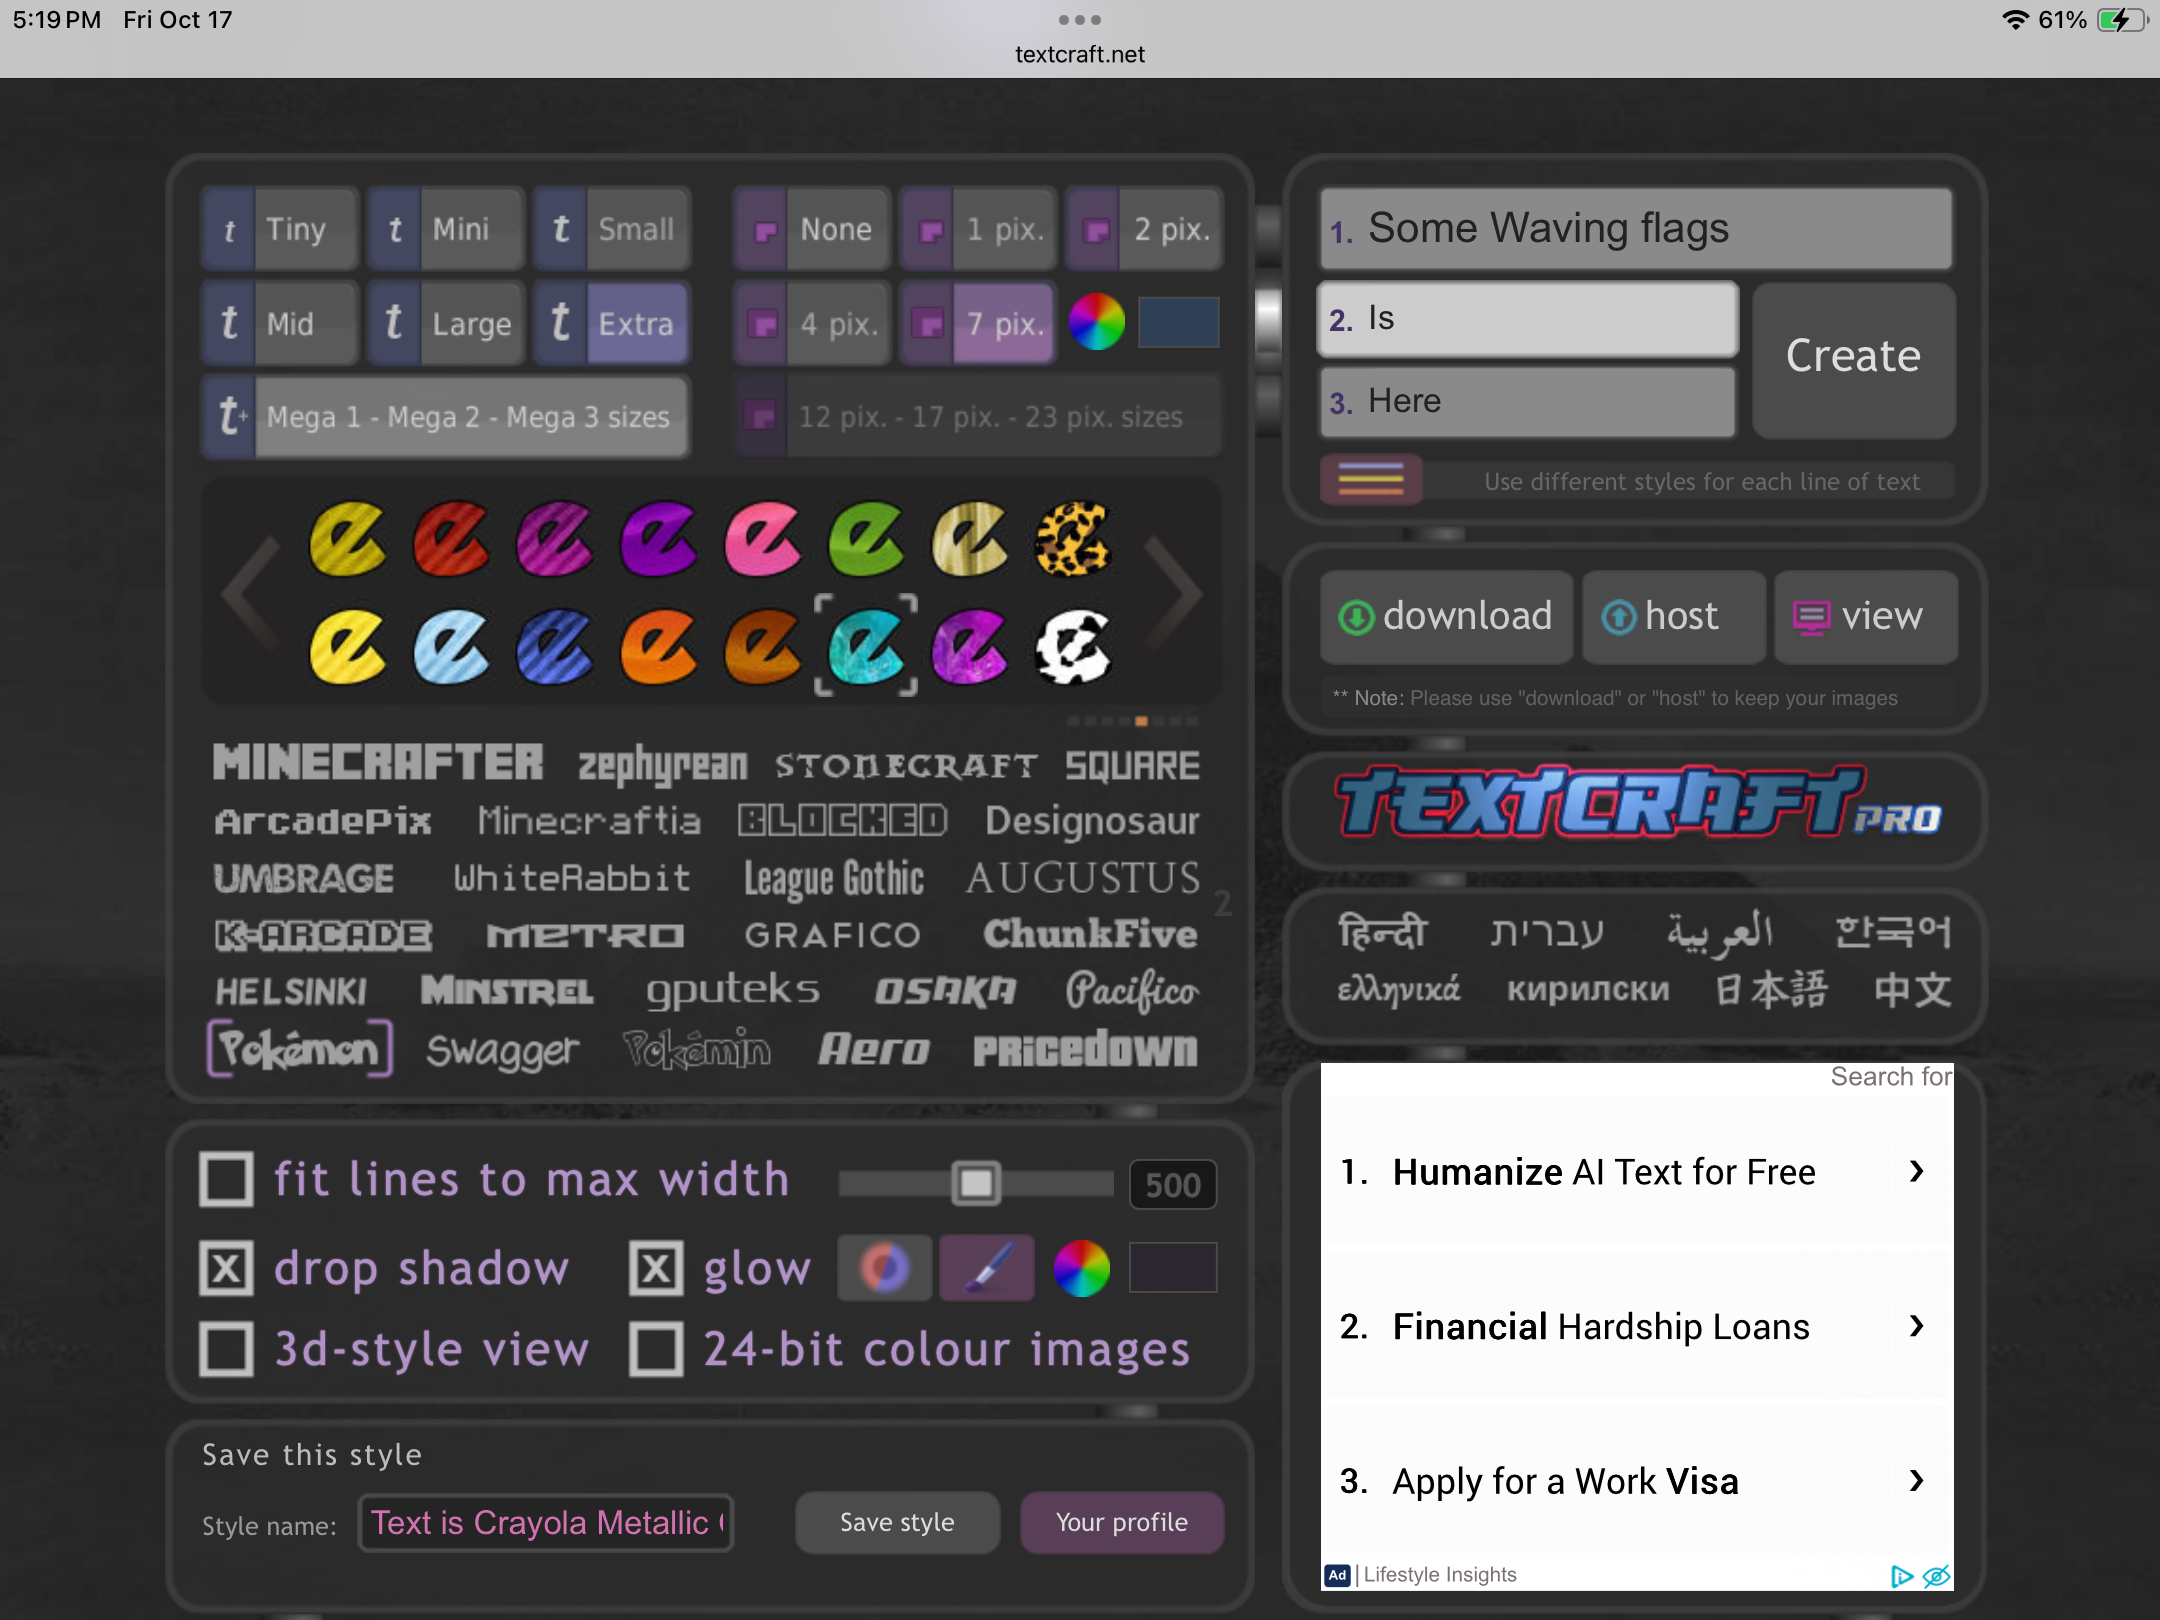 5:19 PM Fri Oct 17
61%
textcraft.net
t Tiny t Mini t Small
None 1 pix. 2 pix.
t Mid t Large t Extra
4 pix. 7 pix.
t+ Mega 1 - Mega 2 - Mega 3 sizes
12 pix. - 17 pix. - 23 pix. sizes
e e e e e e e e
e e e e e e e e
MINECRAFTER zephyrean STONECRAFT SQUARE
ArcadePix Minecraftia BLOCKED Designosaur
UMBRAGE WhiteRabbit League Gothic AUGUSTUS
2
K-ARCADE METRO GRAFICO ChunkFive
HELSINKI MINSTREL gputeks OSAKA Pacifico
Pokémon Swagger Pokémin Aero PRiCEDOWN
fit lines to max width 500
X drop shadow X glow
3d-style view 24-bit colour images
Save this style
Style name: Text is Crayola Metallic
Save style Your profile
1. Some Waving flags
2. Is
Create
3. Here
Use different styles for each line of text
download host view
** Note: Please use "download" or "host" to keep your images
TEXTCRAFT PRO
हिन्दी עברית العربية 한국어
ελληνικά кирилски 日本語 中文
Search for
1. Humanize AI Text for Free
2. Financial Hardship Loans
3. Apply for a Work Visa
Ad | Lifestyle Insights